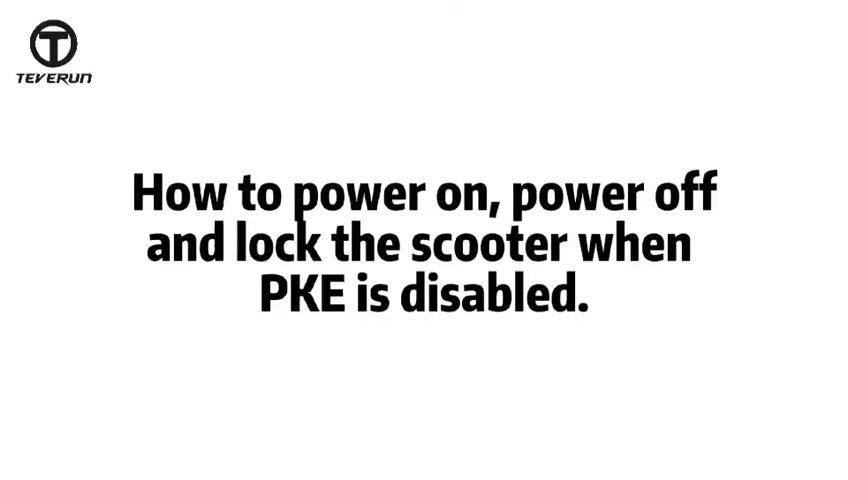 TEVERUN
How to power on, power off
and lock the scooter when
PKE is disabled.